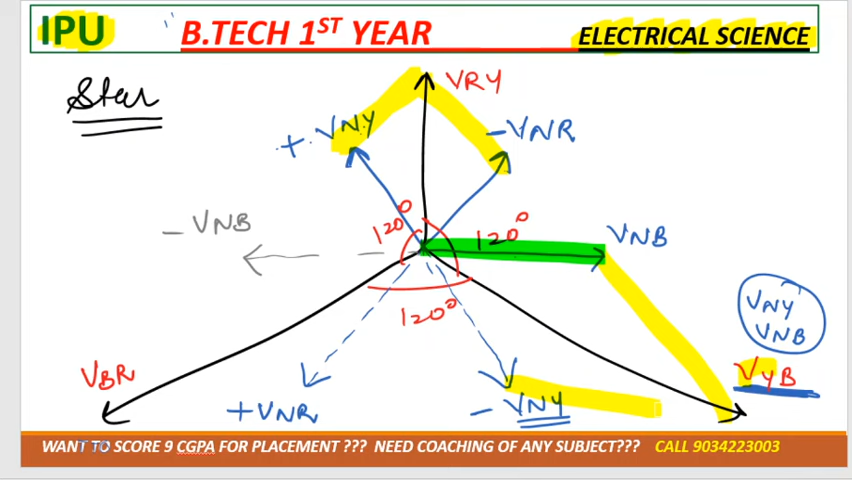 IPU B.TECH 1ST YEAR ELECTRICAL SCIENCE
Star
VRY
+ VNY
-VNR
- VNB
120°
120°
VNB
120°
VNY
VNB
VBR
VYB
+VNR
- VNY
WANT TO SCORE 9 CGPA FOR PLACEMENT ??? NEED COACHING OF ANY SUBJECT??? CALL 9034223003